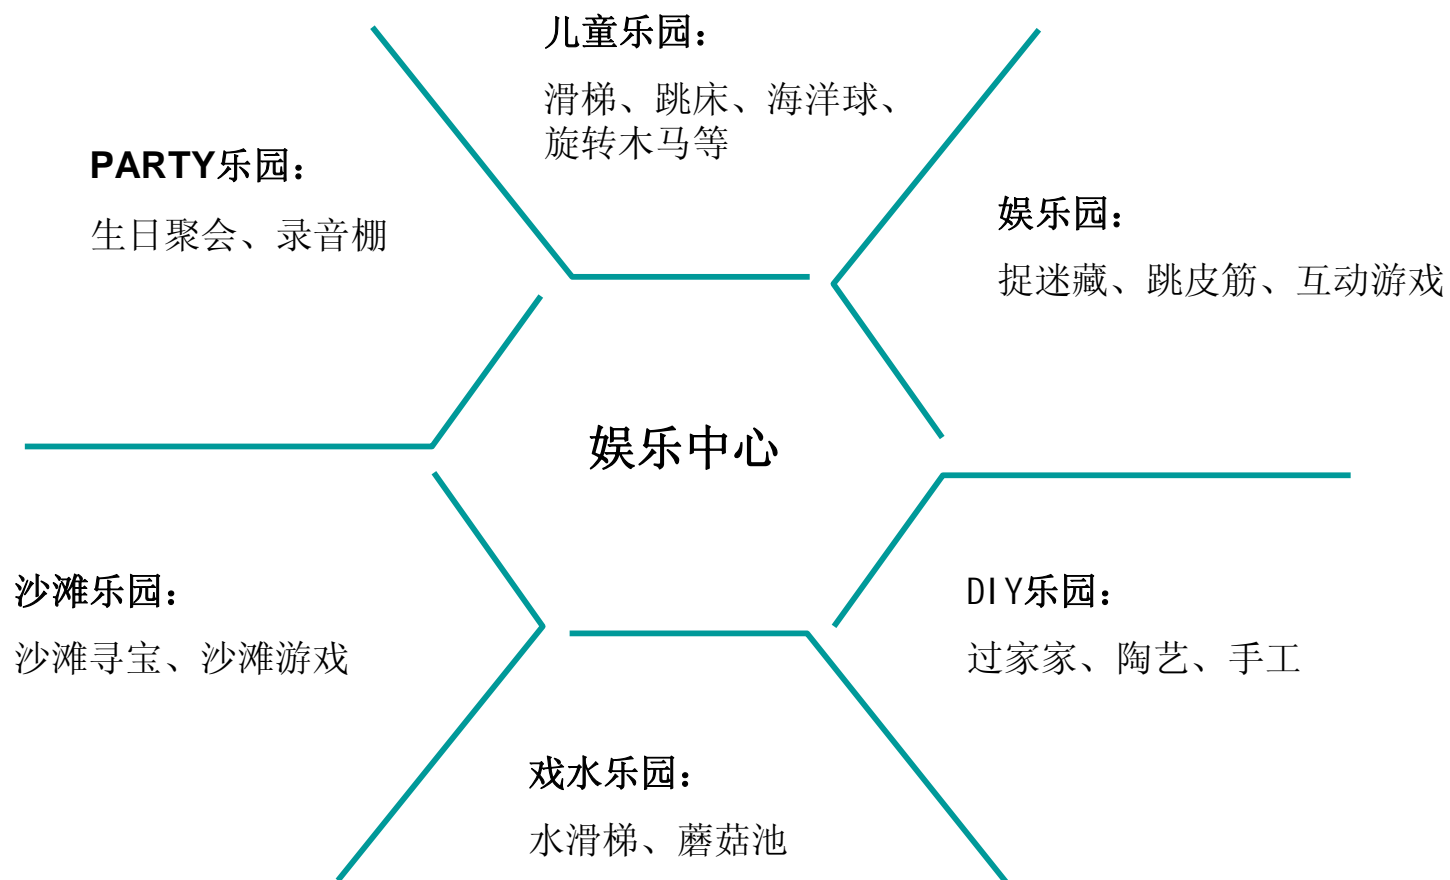 儿童乐园：
滑梯、跳床、海洋球、
旋转木马等
PARTY乐园：
生日聚会、录音棚
娱乐园：
捉迷藏、跳皮筋、互动游戏
娱乐中心
沙滩乐园：
沙滩寻宝、沙滩游戏
DIY乐园：
过家家、陶艺、手工
戏水乐园：
水滑梯、蘑菇池